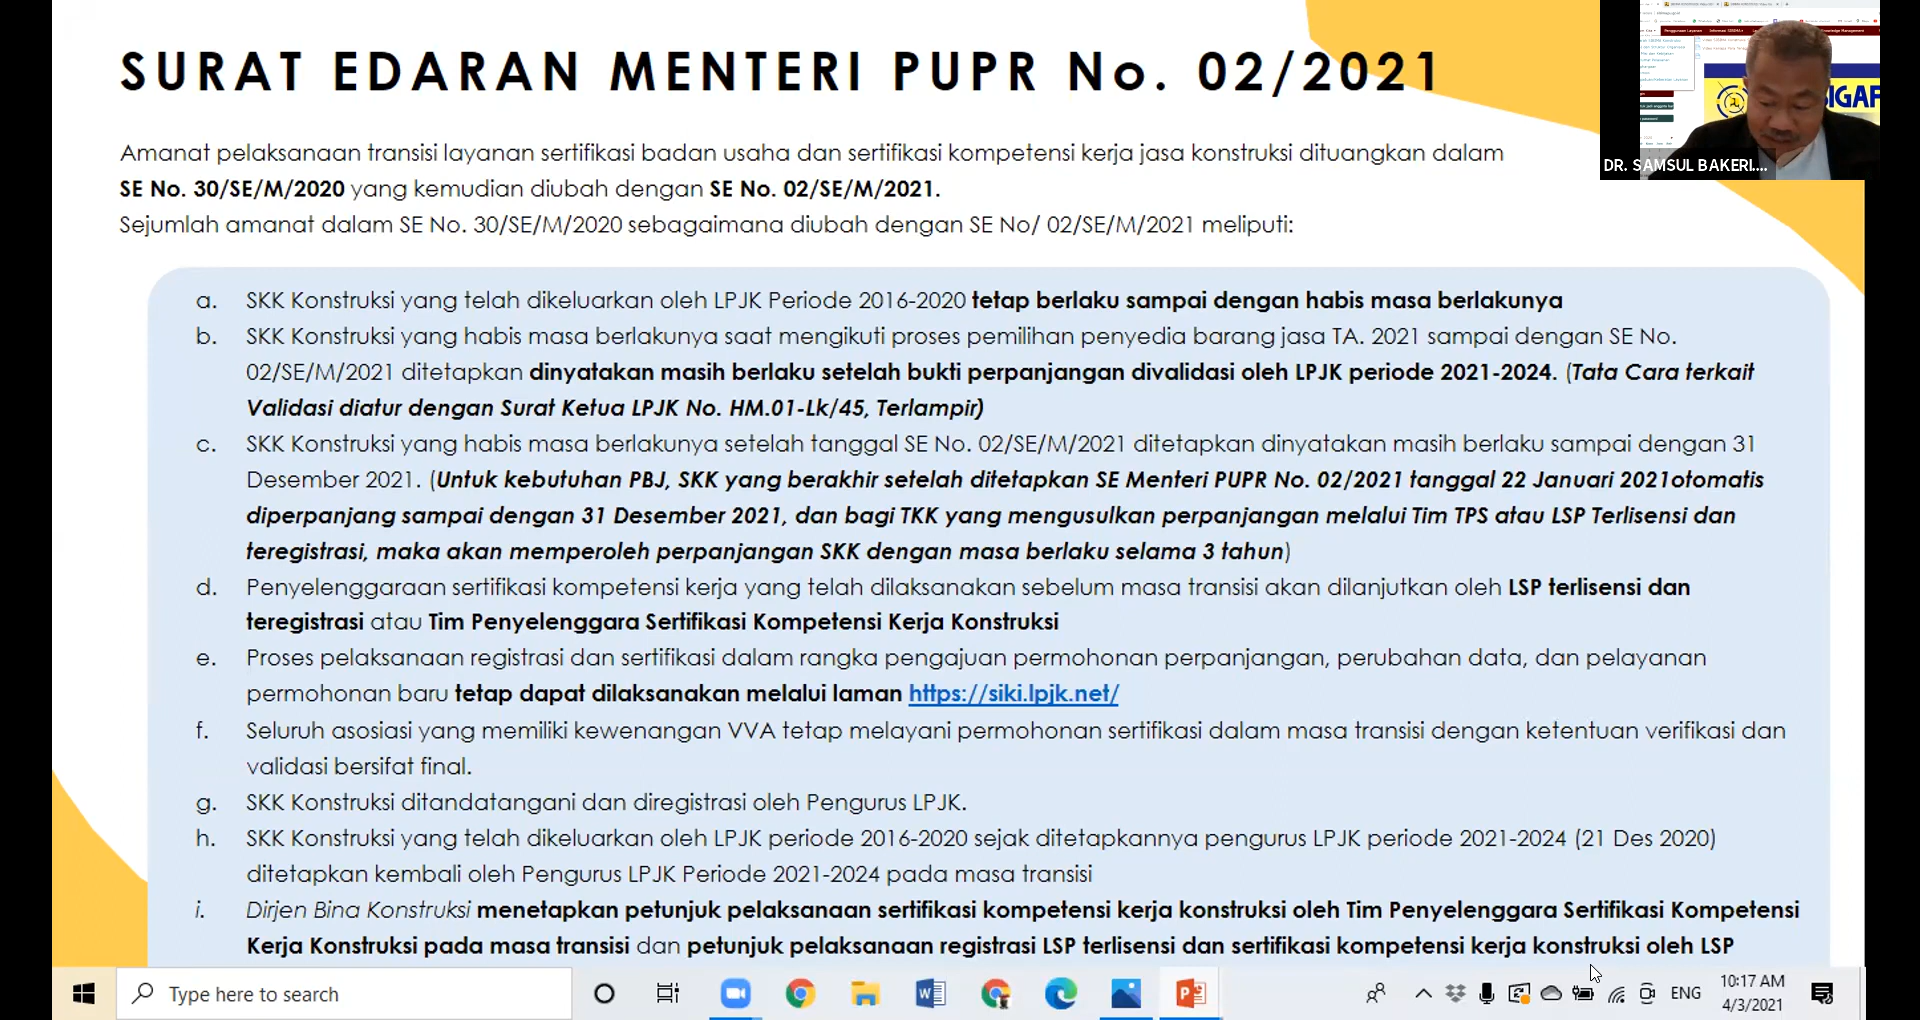 SURAT EDARAN MENTERI PUPR No. 02/2021
Amanat pelaksanaan transisi layanan sertifikasi badan usaha dan sertifikasi kompetensi kerja jasa konstruksi dituangkan dalam
SE No. 30/SE/M/2020 yang kemudian diubah dengan SE No. 02/SE/M/2021.
Sejumlah amanat dalam SE No. 30/SE/M/2020 sebagaimana diubah dengan SE No/ 02/SE/M/2021 meliputi:
a. SKK Konstruksi yang telah dikeluarkan oleh LPJK Periode 2016-2020 tetap berlaku sampai dengan habis masa berlakunya
b. SKK Konstruksi yang habis masa berlakunya saat mengikuti proses pemilihan penyedia barang jasa TA. 2021 sampai dengan SE No.
02/SE/M/2021 ditetapkan dinyatakan masih berlaku setelah bukti perpanjangan divalidasi oleh LPJK periode 2021-2024. (Tata Cara terkait
Validasi diatur dengan Surat Ketua LPJK No. HM.01-Lk/45, Terlampir)
c. SKK Konstruksi yang habis masa berlakunya setelah tanggal SE No. 02/SE/M/2021 ditetapkan dinyatakan masih berlaku sampai dengan 31
Desember 2021. (Untuk kebutuhan PBJ, SKK yang berakhir setelah ditetapkan SE Menteri PUPR No. 02/2021 tanggal 22 Januari 2021otomatis
diperpanjang sampai dengan 31 Desember 2021, dan bagi TKK yang mengusulkan perpanjangan melalui Tim TPS atau LSP Terlisensi dan
teregistrasi, maka akan memperoleh perpanjangan SKK dengan masa berlaku selama 3 tahun)
d. Penyelenggaraan sertifikasi kompetensi kerja yang telah dilaksanakan sebelum masa transisi akan dilanjutkan oleh LSP terlisensi dan
teregistrasi atau Tim Penyelenggara Sertifikasi Kompetensi Kerja Konstruksi
e. Proses pelaksanaan registrasi dan sertifikasi dalam rangka pengajuan permohonan perpanjangan, perubahan data, dan pelayanan
permohonan baru tetap dapat dilaksanakan melalui laman https://siki.lpjk.net/
f. Seluruh asosiasi yang memiliki kewenangan VVA tetap melayani permohonan sertifikasi dalam masa transisi dengan ketentuan verifikasi dan
validasi bersifat final.
g. SKK Konstruksi ditandatangani dan diregistrasi oleh Pengurus LPJK.
h. SKK Konstruksi yang telah dikeluarkan oleh LPJK periode 2016-2020 sejak ditetapkannya pengurus LPJK periode 2021-2024 (21 Des 2020)
ditetapkan kembali oleh Pengurus LPJK Periode 2021-2024 pada masa transisi
i. Dirjen Bina Konstruksi menetapkan petunjuk pelaksanaan sertifikasi kompetensi kerja konstruksi oleh Tim Penyelenggara Sertifikasi Kompetensi
Kerja Konstruksi pada masa transisi dan petunjuk pelaksanaan registrasi LSP terlisensi dan sertifikasi kompetensi kerja konstruksi oleh LSP
DR. SAMSUL BAKERI....
Type here to search
ENG
10:17 AM
4/3/2021